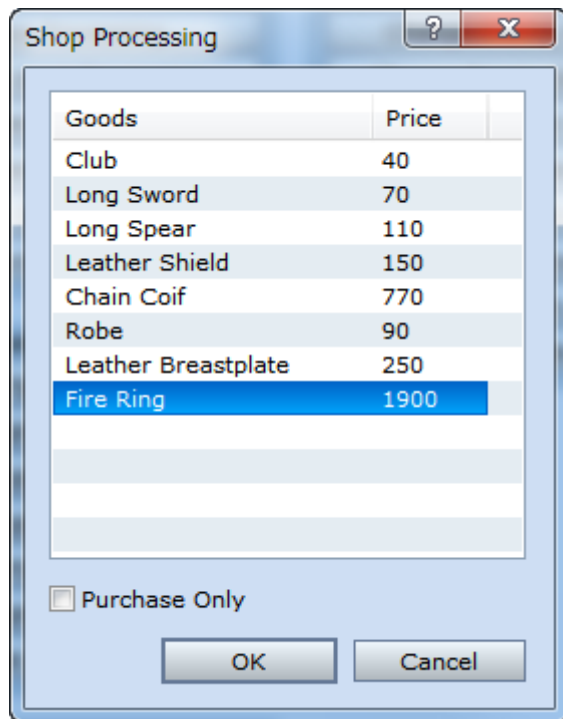 Shop Processing
Goods Price
Club 40
Long Sword 70
Long Spear 110
Leather Shield 150
Chain Coif 770
Robe 90
Leather Breastplate 250
Fire Ring 1900
Purchase Only
OK Cancel